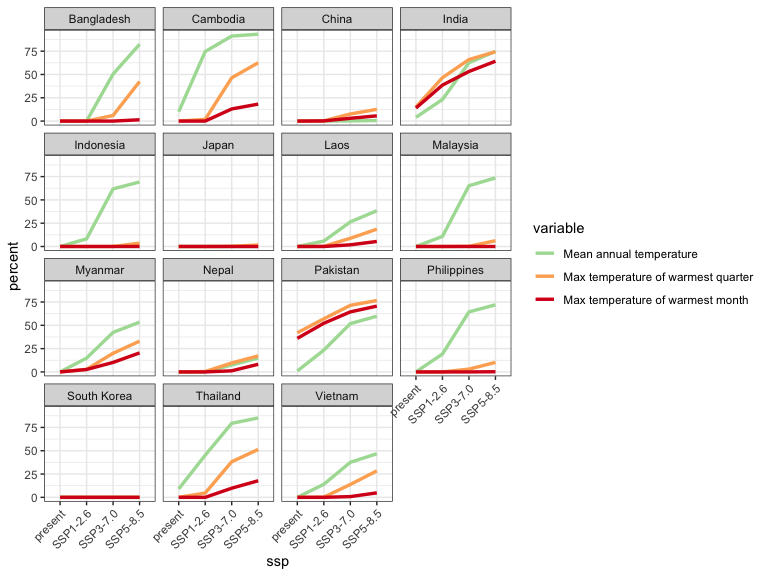 Bangladesh Cambodia China India
75
50
25
0
Indonesia Japan Laos Malaysia
75
50
25
0
Myanmar Nepal Pakistan Philippines
75
50
25
0
South Korea Thailand Vietnam
75
50
25
0
present SSP1-2.6 SSP3-7.0 SSP5-8.5
present SSP1-2.6 SSP3-7.0 SSP5-8.5
present SSP1-2.6 SSP3-7.0 SSP5-8.5
present SSP1-2.6 SSP3-7.0 SSP5-8.5
ssp
percent
variable
Mean annual temperature
Max temperature of warmest quarter
Max temperature of warmest month